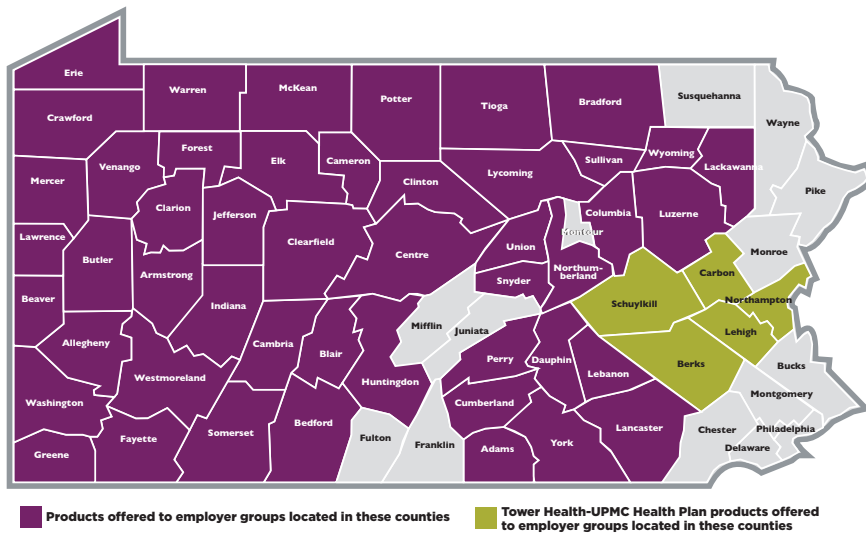 Erie
Warren
McKean
Potter
Tioga
Bradford
Susquehanna
Wayne
Crawford
Forest
Elk
Cameron
Lycoming
Sullivan
Wyoming
Lackawanna
Venango
Clinton
Mercer
Pike
Clarion
Jefferson
Columbia
Luzerne
Lawrence
Clearfield
Centre
Union
Montour
Monroe
Butler
Armstrong
Northum-
berland
Carbon
Snyder
Beaver
Indiana
Schuylkill
Northampton
Mifflin
Juniata
Lehigh
Allegheny
Cambria
Blair
Perry
Dauphin
Berks
Bucks
Westmoreland
Huntingdon
Lebanon
Montgomery
Washington
Cumberland
Bedford
Somerset
Fayette
Fulton
Franklin
Lancaster
Chester
Philadelphia
Greene
Adams
York
Delaware
Products offered to employer groups located in these counties
Tower Health-UPMC Health Plan products offered
to employer groups located in these counties